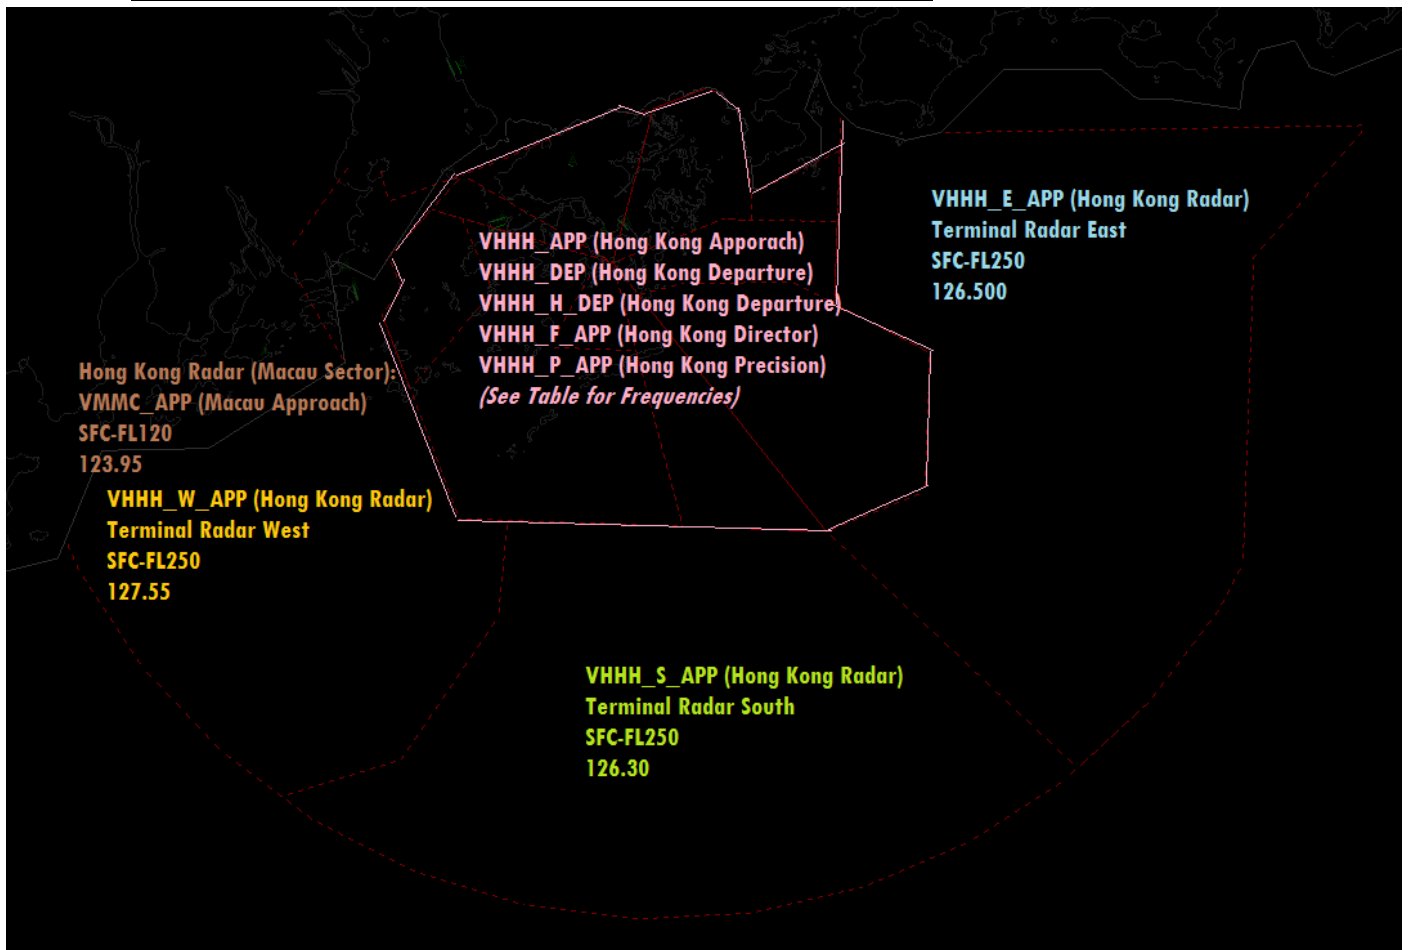 VHHH_E_APP (Hong Kong Radar)
Terminal Radar East
SFC-FL250
126.500
VHHH_APP (Hong Kong Apporach)
VHHH_DEP (Hong Kong Departure)
VHHH_H_DEP (Hong Kong Departure)
VHHH_F_APP (Hong Kong Director)
VHHH_P_APP (Hong Kong Precision)
(See Table for Frequencies)
Hong Kong Radar (Macau Sector):
VMMC_APP (Macau Approach)
SFC-FL120
123.95
VHHH_W_APP (Hong Kong Radar)
Terminal Radar West
SFC-FL250
127.55
VHHH_S_APP (Hong Kong Radar)
Terminal Radar South
SFC-FL250
126.30